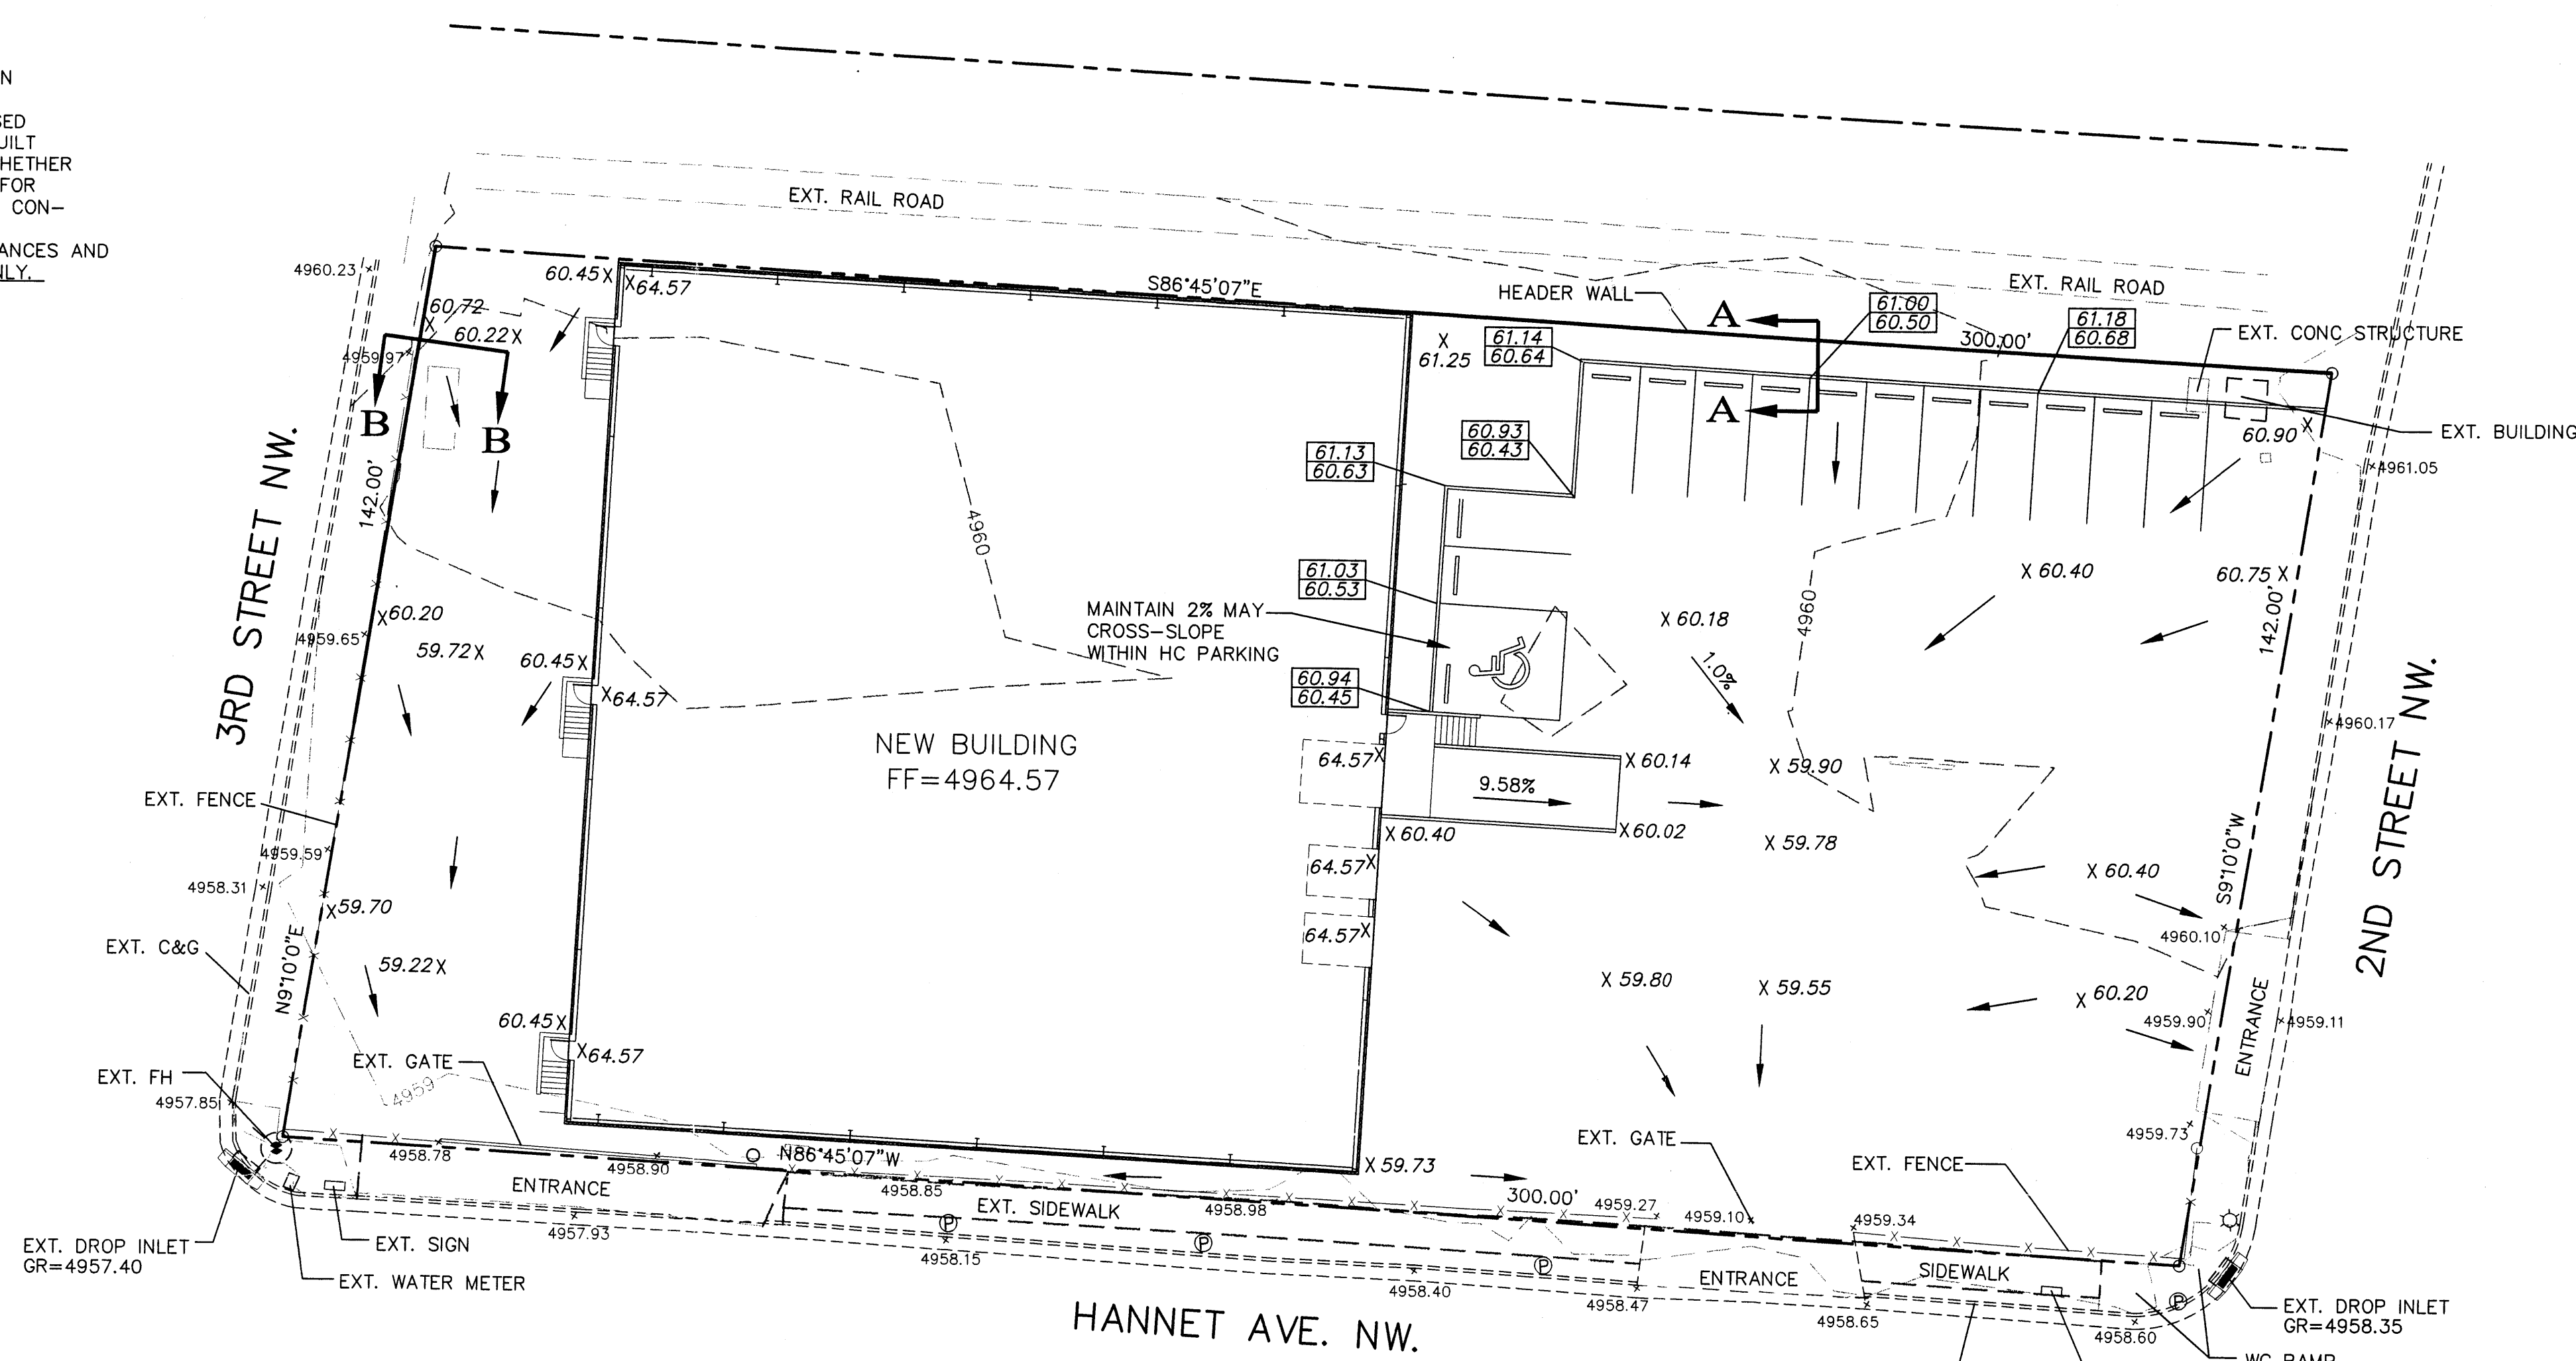 N
SED
UILT
HETHER
FOR
CON-
ANCES AND
NLY.
EXT. RAIL ROAD
EXT. RAIL ROAD
4960.23
60.45
64.57
S86°45'07"E
HEADER WALL
A
61.00
60.50
61.18
60.68
300.00'
EXT. CONC STRUCTURE
60.72
60.22
4959.97
61.25
61.14
60.64
A
B
B
60.93
60.43
60.90
EXT. BUILDING
61.13
60.63
4961.05
142.00'
4960
3RD STREET NW.
60.20
4959.65
59.72
60.45
64.57
61.03
60.53
MAINTAIN 2% MAY
CROSS-SLOPE
WITHIN HC PARKING
60.18
60.40
60.75
4960
142.00'
1.0%
60.94
60.45
4960.17
2ND STREET NW.
NEW BUILDING
FF=4964.57
64.57
60.14
59.90
9.58%
EXT. FENCE
60.40
60.02
59.78
4959.59
4958.31
64.57
60.40
S9°10'0"W
59.70
64.57
4960.10
EXT. C&G
N9°10'0"E
59.22
59.80
59.55
60.20
4959.90
4959.11
ENTRANCE
60.45
64.57
EXT. GATE
EXT. FH
4957.85
4959
4958.78
4958.90
N86°45'07"W
59.73
EXT. GATE
4959.73
EXT. FENCE
ENTRANCE
4958.85
EXT. SIDEWALK
4958.98
300.00'
4959.27
4959.10
4959.34
4957.93
P
P
P
4958.15
EXT. DROP INLET
GR=4957.40
EXT. SIGN
EXT. WATER METER
4958.40
4958.47
ENTRANCE
SIDEWALK
4958.65
4958.60
P
EXT. DROP INLET
GR=4958.35
HANNET AVE. NW.
WC RAMP